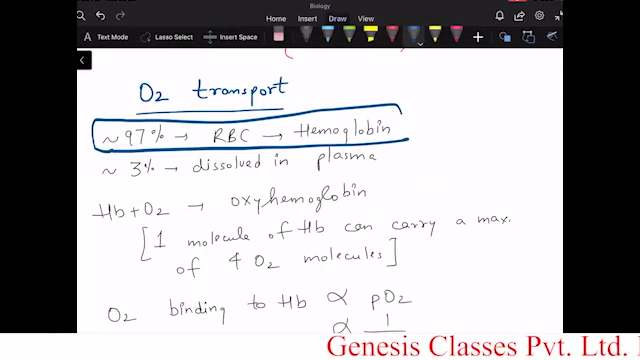 Biology
Home Insert Draw View
Text Mode Lasso Select Insert Space
O2 transport
~ 97% → RBC → Hemoglobin
~ 3% → dissolved in plasma
Hb + O2 → oxyhemoglobin
[1 molecule of Hb can carry a max.
of 4 O2 molecules]
O2 binding to Hb ∝ pO2
∝ 1
Genesis Classes Pvt. Ltd.